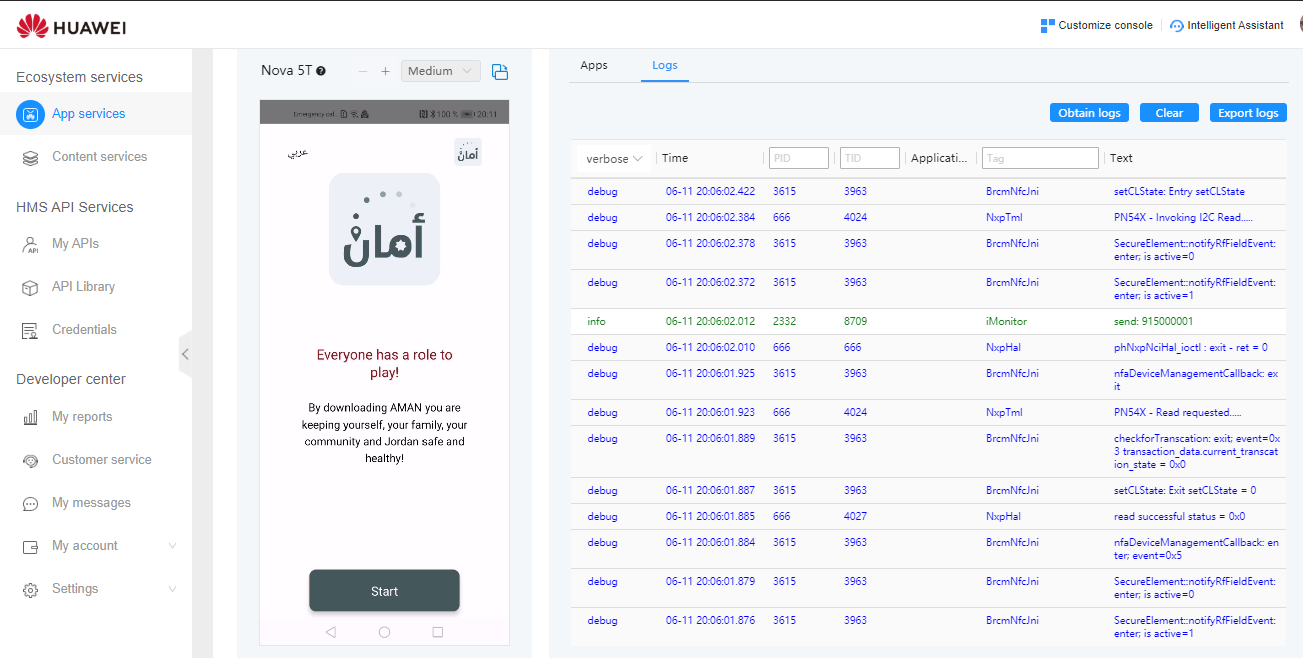 HUAWEI
Customize console
Intelligent Assistant
Ecosystem services
App services
Content services
HMS API Services
My APIs
API Library
Credentials
Developer center
My reports
Customer service
My messages
My account
Settings
Nova 5T
Medium
Emergency cal...
100 %
20:11
عربي
أمان
أمان
Everyone has a role to
play!
By downloading AMAN you are
keeping yourself, your family, your
community and Jordan safe and
healthy!
Start
Apps
Logs
Obtain logs
Clear
Export logs
verbose Time PID TID Applicati... Tag Text
debug 06-11 20:06:02.422 3615 3963 BrcmNfcJni setCLState: Entry setCLState
debug 06-11 20:06:02.384 666 4024 NxpTml PN54X - Invoking I2C Read.....
debug 06-11 20:06:02.378 3615 3963 BrcmNfcJni SecureElement::notifyRfFieldEvent:
enter; is active=0
debug 06-11 20:06:02.372 3615 3963 BrcmNfcJni SecureElement::notifyRfFieldEvent:
enter; is active=1
info 06-11 20:06:02.012 2332 8709 iMonitor send: 915000001
debug 06-11 20:06:02.010 666 666 NxpHal phNxpNciHal_ioctl : exit - ret = 0
debug 06-11 20:06:01.925 3615 3963 BrcmNfcJni nfaDeviceManagementCallback: ex
it
debug 06-11 20:06:01.923 666 4024 NxpTml PN54X - Read requested.....
debug 06-11 20:06:01.889 3615 3963 BrcmNfcJni checkforTranscation: exit; event=0x
3 transaction_data.current_transcat
ion_state = 0x0
debug 06-11 20:06:01.887 3615 3963 BrcmNfcJni setCLState: Exit setCLState = 0
debug 06-11 20:06:01.885 666 4027 NxpHal read successful status = 0x0
debug 06-11 20:06:01.884 3615 3963 BrcmNfcJni nfaDeviceManagementCallback: en
ter; event=0x5
debug 06-11 20:06:01.879 3615 3963 BrcmNfcJni SecureElement::notifyRfFieldEvent:
enter; is active=0
debug 06-11 20:06:01.876 3615 3963 BrcmNfcJni SecureElement::notifyRfFieldEvent:
enter; is active=1